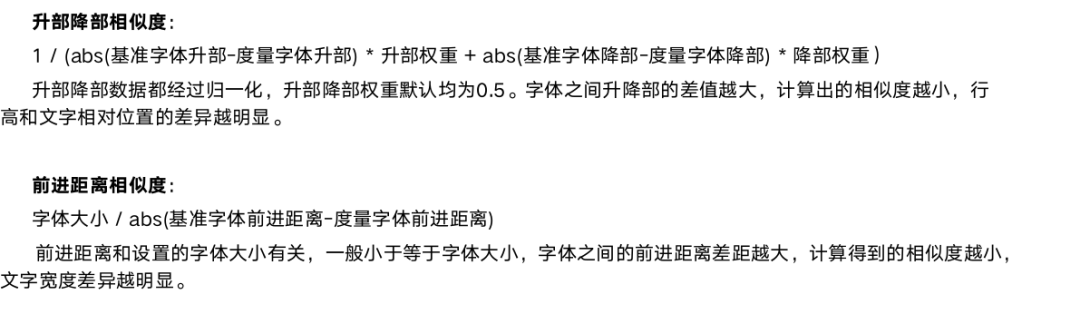 升部降部相似度：
1 / (abs(基准字体升部-度量字体升部) * 升部权重 + abs(基准字体降部-度量字体降部) * 降部权重）
升部降部数据都经过归一化，升部降部权重默认均为0.5。字体之间升降部的差值越大，计算出的相似度越小，行
高和文字相对位置的差异越明显。
前进距离相似度：
字体大小 / abs(基准字体前进距离-度量字体前进距离)
前进距离和设置的字体大小有关，一般小于等于字体大小，字体之间的前进距离差距越大，计算得到的相似度越小，
文字宽度差异越明显。